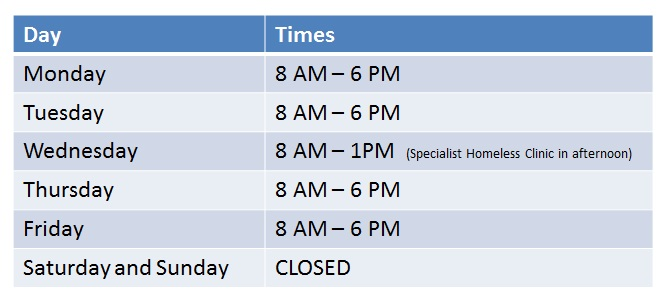 Day Times
Monday 8 AM – 6 PM
Tuesday 8 AM – 6 PM
Wednesday 8 AM – 1PM (Specialist Homeless Clinic in afternoon)
Thursday 8 AM – 6 PM
Friday 8 AM – 6 PM
Saturday and Sunday CLOSED